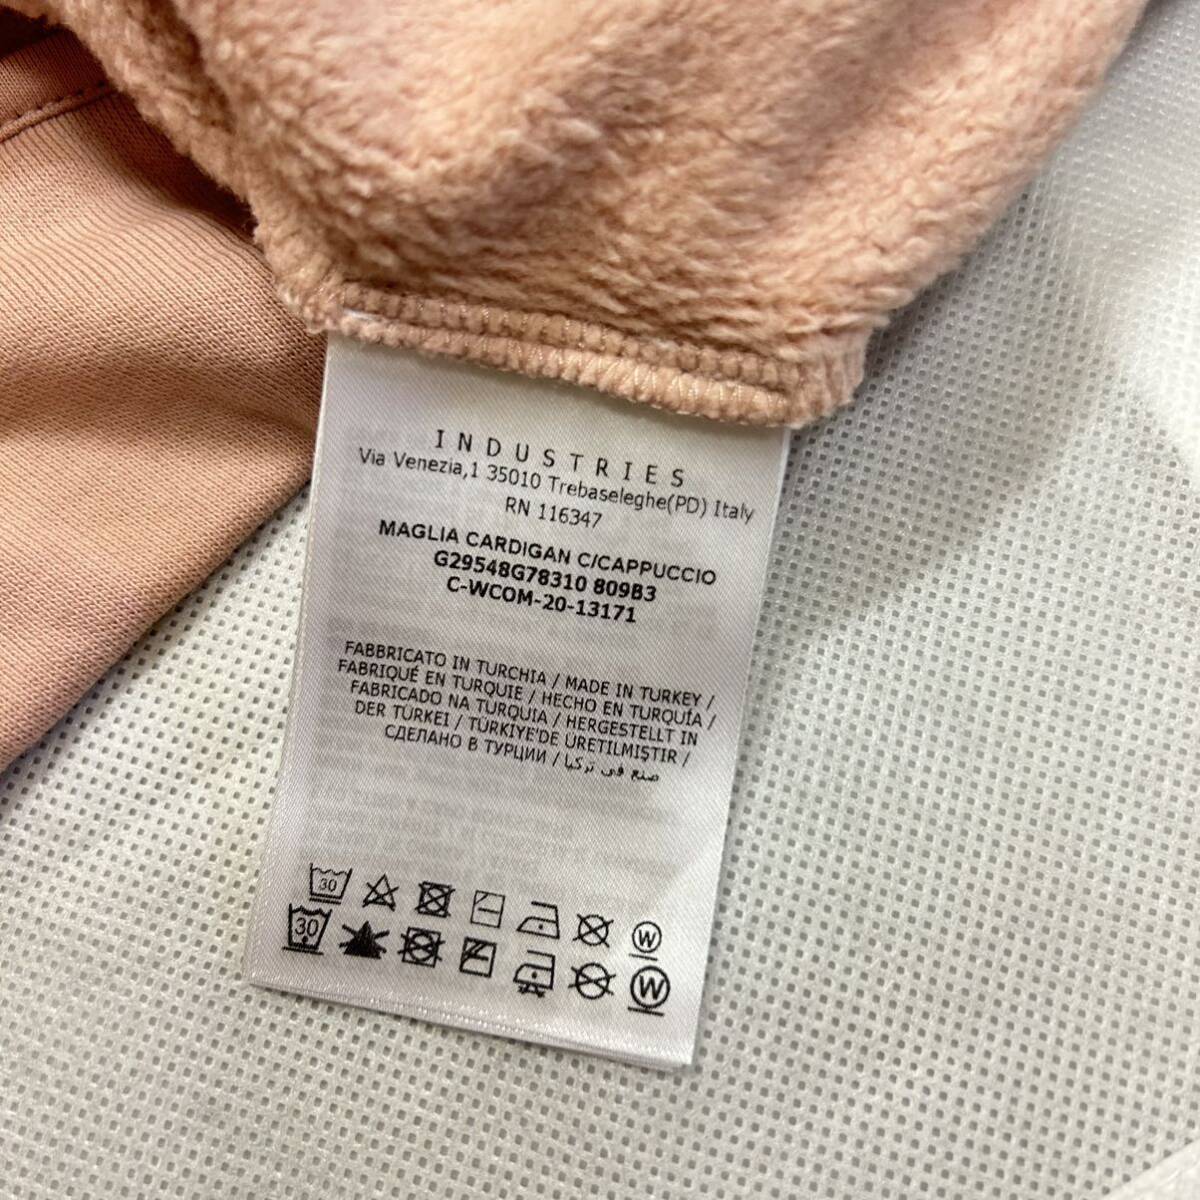 INDUSTRIES
Via Venezia,1 35010 Trebaseleghe(PD) Italy
RN 116347
MAGLIA CARDIGAN C/CAPPUCCIO
G29548G78310 809B3
C-WCOM-20-13171
FABBRICATO IN TURCHIA / MADE IN TURKEY /
FABRIQUÉ EN TURQUIE / HECHO EN TURQUÍA /
FABRICADO NA TURQUIA / HERGESTELLT IN
DER TÜRKEI / TÜRKIYE'DE ÜRETILMIŞTIR /
СДЕЛАНО В ТУРЦИИ / صنع في تركيا
30 W
30 W